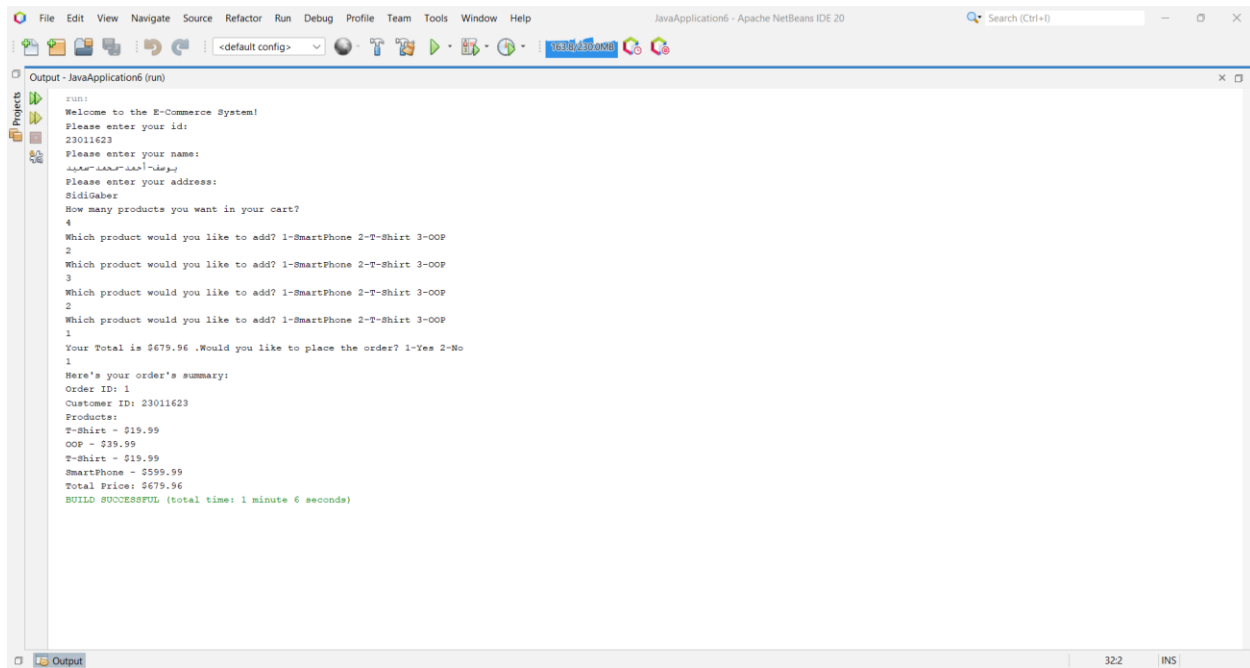 File Edit View Navigate Source Refactor Run Debug Profile Team Tools Window Help JavaApplication6 - Apache NetBeans IDE 20 Search (Ctrl+I)
<default config> 163.8/230.0MB
Output - JavaApplication6 (run)
Projects
run:
Welcome to the E-Commerce System!
Please enter your id:
23011623
Please enter your name:
يوسف-أحمد-محمد-سعيد
Please enter your address:
SidiGaber
How many products you want in your cart?
4
Which product would you like to add? 1-SmartPhone 2-T-Shirt 3-OOP
2
Which product would you like to add? 1-SmartPhone 2-T-Shirt 3-OOP
3
Which product would you like to add? 1-SmartPhone 2-T-Shirt 3-OOP
2
Which product would you like to add? 1-SmartPhone 2-T-Shirt 3-OOP
1
Your Total is $679.96 .Would you like to place the order? 1-Yes 2-No
1
Here's your order's summary:
Order ID: 1
Customer ID: 23011623
Products:
T-Shirt - $19.99
OOP - $39.99
T-Shirt - $19.99
SmartPhone - $599.99
Total Price: $679.96
BUILD SUCCESSFUL (total time: 1 minute 6 seconds)
Output 32:2 INS